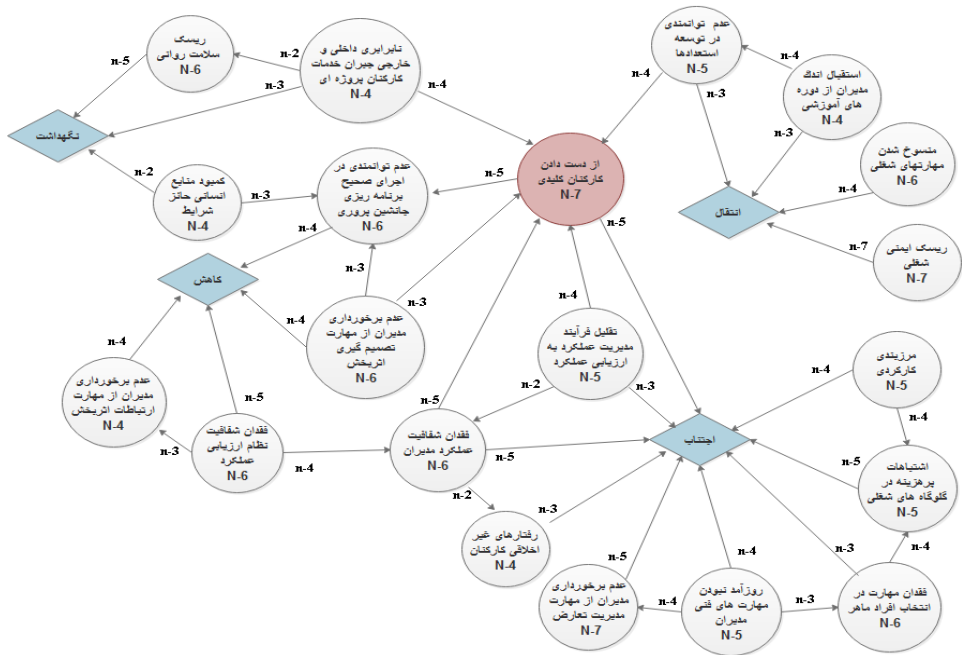 نابرابری داخلی و
خارجی جبران خدمات
کارکنان پروژه ای
N-4
ریسک
سلامت روانی
N-6
n-2
n-5
n-3
n-4
نگهداشت
n-2
کمبود منابع
انسانی حائز
شرایط
N-4
n-3
عدم توانمندی در
اجرای صحیح
برنامه ریزی
جانشین پروری
N-6
n-5
از دست دادن
کارکنان کلیدی
N-7
n-4
عدم توانمندی
در توسعه
استعدادها
N-5
n-4
استقبال اندك
مدیران از دوره
های آموزشی
N-4
n-3
n-3
منسوخ شدن
مهارتهای شغلی
N-6
n-4
انتقال
n-7
ریسک ایمنی
شغلی
N-7
n-5
n-4
کاهش
n-3
n-3
n-4
عدم برخورداری
مدیران از مهارت
تصمیم گیری
اثربخش
N-6
n-4
تقلیل فرآیند
مدیریت عملکرد به
ارزیابی عملکرد
N-5
n-2
n-3
مرزبندی
کارکردی
N-5
n-4
n-4
n-4
عدم برخورداری
مدیران از مهارت
ارتباطات اثربخش
N-4
n-5
n-3
فقدان شفافیت
نظام ارزیابی
عملکرد
N-6
n-4
n-5
فقدان شفافیت
عملکرد مدیران
N-6
n-5
اجتناب
n-5
اشتباهات
پرهزینه در
گلوگاه های شغلی
N-5
n-2
رفتارهای غیر
اخلاقی کارکنان
N-4
n-3
n-5
n-4
n-3
n-4
عدم برخورداری
مدیران از مهارت
مدیریت تعارض
N-7
n-4
روزآمد نبودن
مهارت های فنی
مدیران
N-5
n-3
فقدان مهارت در
انتخاب افراد ماهر
N-6